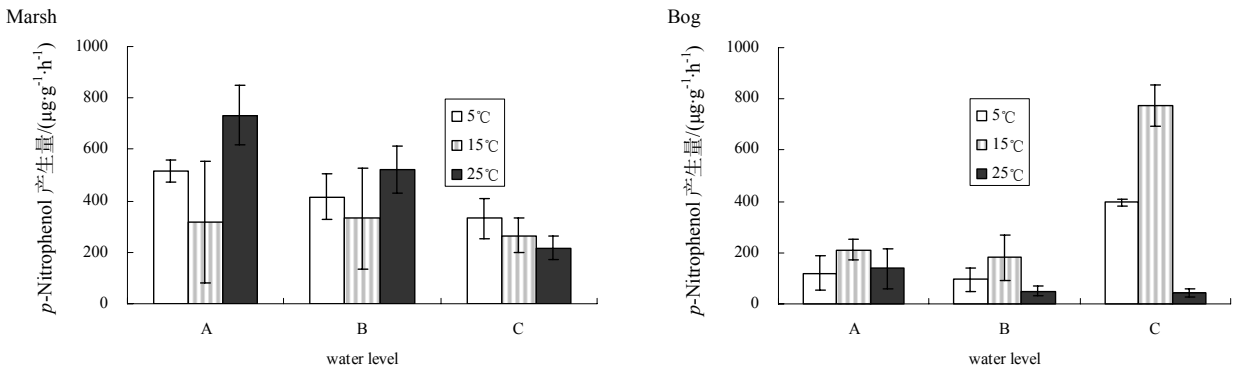 Marsh
p-Nitrophenol 产生量/(μg·g⁻¹·h⁻¹)
1000
800
600
400
200
0
5℃
15℃
25℃
A B C
water level
Bog
p-Nitrophenol 产生量/(μg·g⁻¹·h⁻¹)
1000
800
600
400
200
0
5℃
15℃
25℃
A B C
water level